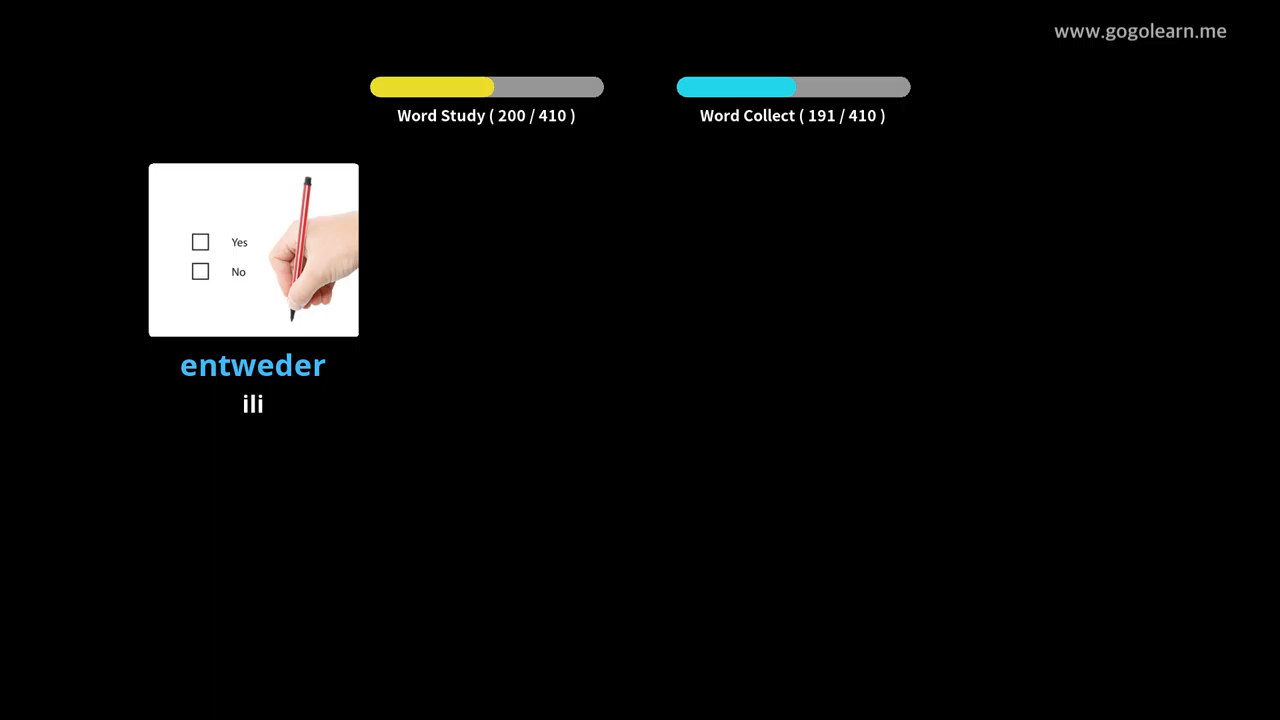 www.gogolearn.me
Word Study ( 200 / 410 )
Word Collect ( 191 / 410 )
Yes
No
entweder
ili